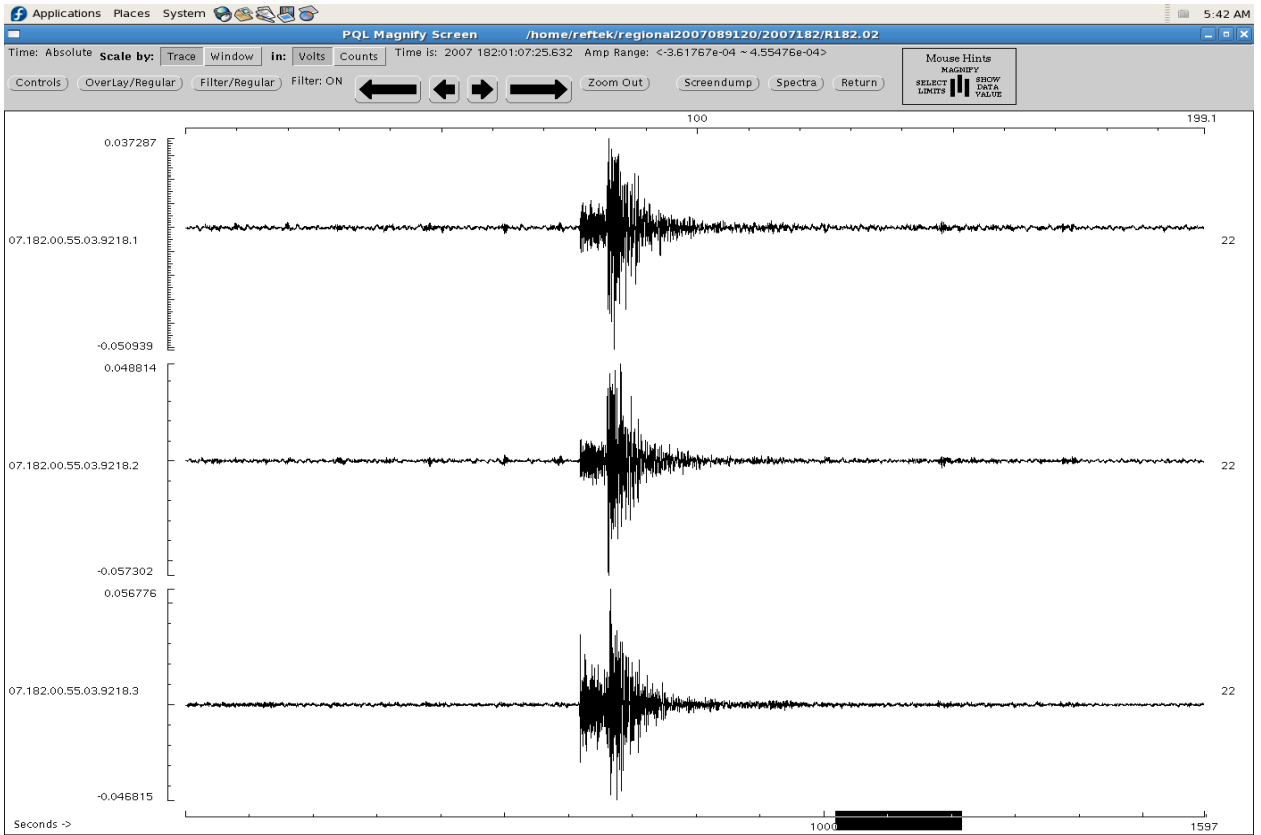 Applications Places System 5:42 AM
PQL Magnify Screen /home/reftek/regional2007089120/2007182/R182.02
Time: Absolute Scale by: Trace Window in: Volts Counts Time is: 2007 182:01:07:25.632 Amp Range: <-3.61767e-04 ~ 4.55476e-04>
Mouse Hints
MAGNIFY
SELECT LIMITS
SHOW DATA VALUE
Controls OverLay/Regular Filter/Regular Filter: ON Zoom Out Screendump Spectra Return
100 199.1
0.037287
07.182.00.55.03.9218.1 22
-0.050939
0.048814
07.182.00.55.03.9218.2 22
-0.057302
0.056776
07.182.00.55.03.9218.3 22
-0.046815
Seconds -> 1000 1597